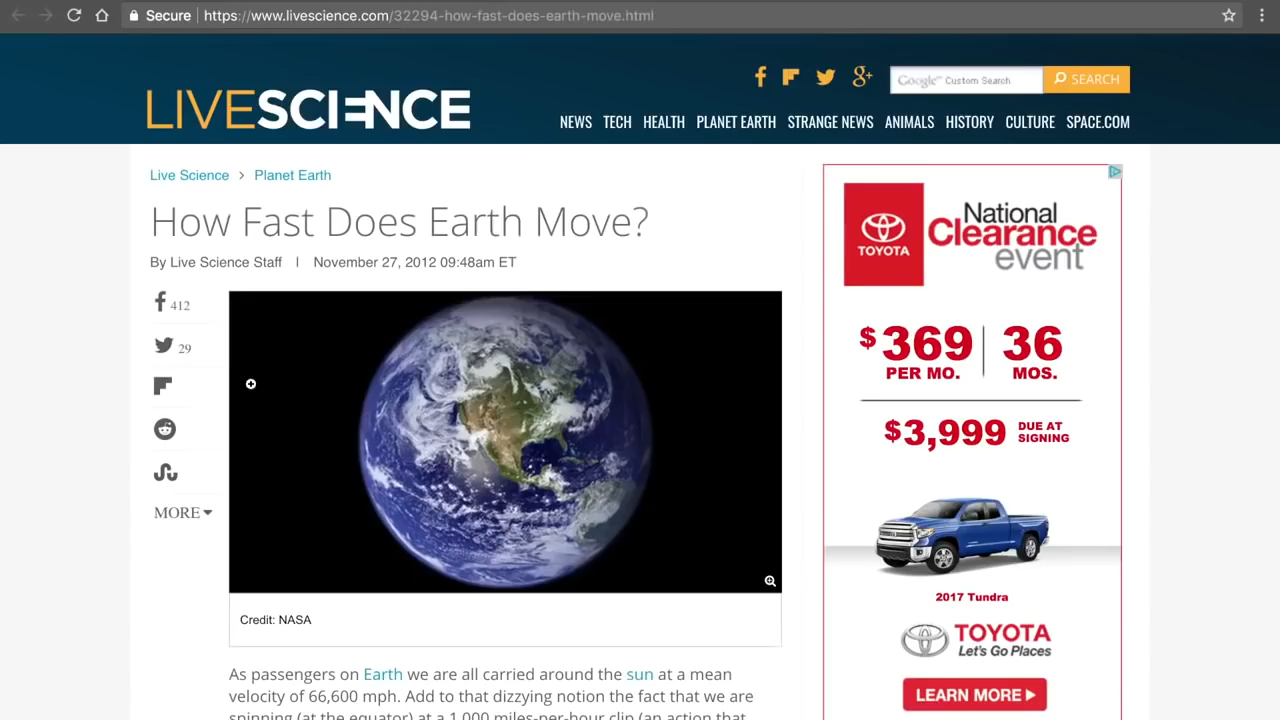 Secure
https://www.livescience.com/32294-how-fast-does-earth-move.html
LIVESCIENCE
Google™ Custom Search
SEARCH
NEWS TECH HEALTH PLANET EARTH STRANGE NEWS ANIMALS HISTORY CULTURE SPACE.COM
Live Science > Planet Earth
How Fast Does Earth Move?
By Live Science Staff | November 27, 2012 09:48am ET
412
29
MORE
Credit: NASA
As passengers on Earth we are all carried around the sun at a mean
velocity of 66,600 mph. Add to that dizzying notion the fact that we are
spinning (at the equator) at a 1,000 miles-per-hour clip (an action that
TOYOTA
National
Clearance
event
$369 36
PER MO. MOS.
$3,999 DUE AT
SIGNING
2017 Tundra
TOYOTA
Let's Go Places
LEARN MORE